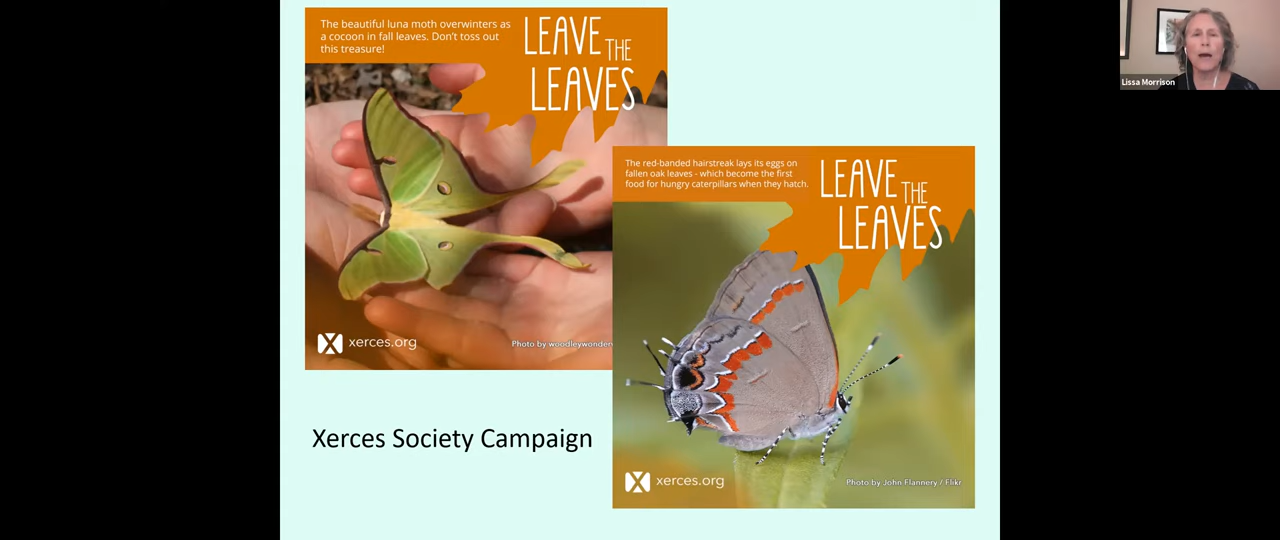 The beautiful luna moth overwinters as
a cocoon in fall leaves. Don't toss out
this treasure!
LEAVE THE
LEAVES
xerces.org
Photo by woodleywonder
The red-banded hairstreak lays its eggs on
fallen oak leaves - which become the first
food for hungry caterpillars when they hatch.
LEAVE THE
LEAVES
xerces.org
Photo by John Flannery / Flikr
Xerces Society Campaign
Lissa Morrison